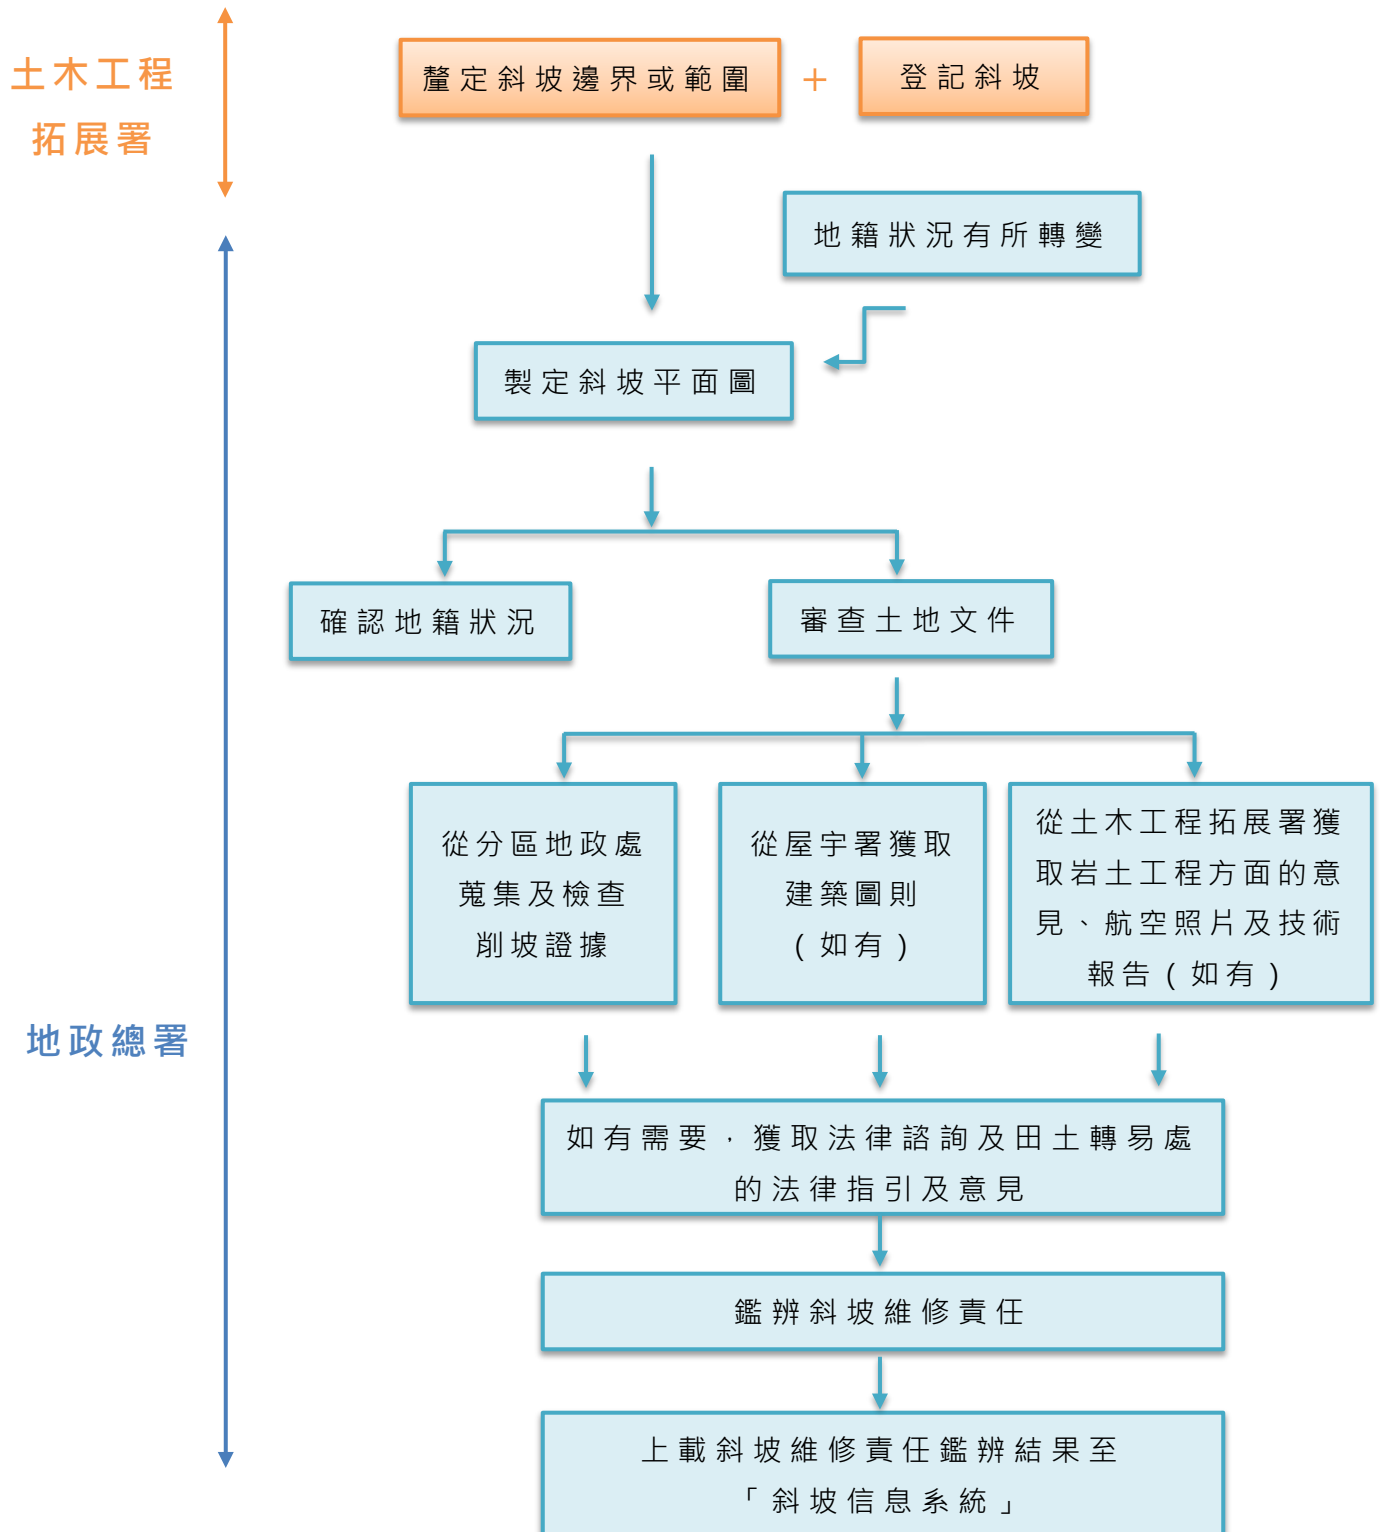 土木工程
拓展署
釐定斜坡邊界或範圍
+
登記斜坡
地籍狀況有所轉變
製定斜坡平面圖
確認地籍狀況
審查土地文件
從分區地政處
蒐集及檢查
削坡證據
從屋宇署獲取
建築圖則
(如有)
從土木工程拓展署獲
取岩土工程方面的意
見、航空照片及技術
報告(如有)
地政總署
如有需要，獲取法律諮詢及田土轉易處
的法律指引及意見
鑑辨斜坡維修責任
上載斜坡維修責任鑑辨結果至
「斜坡信息系統」